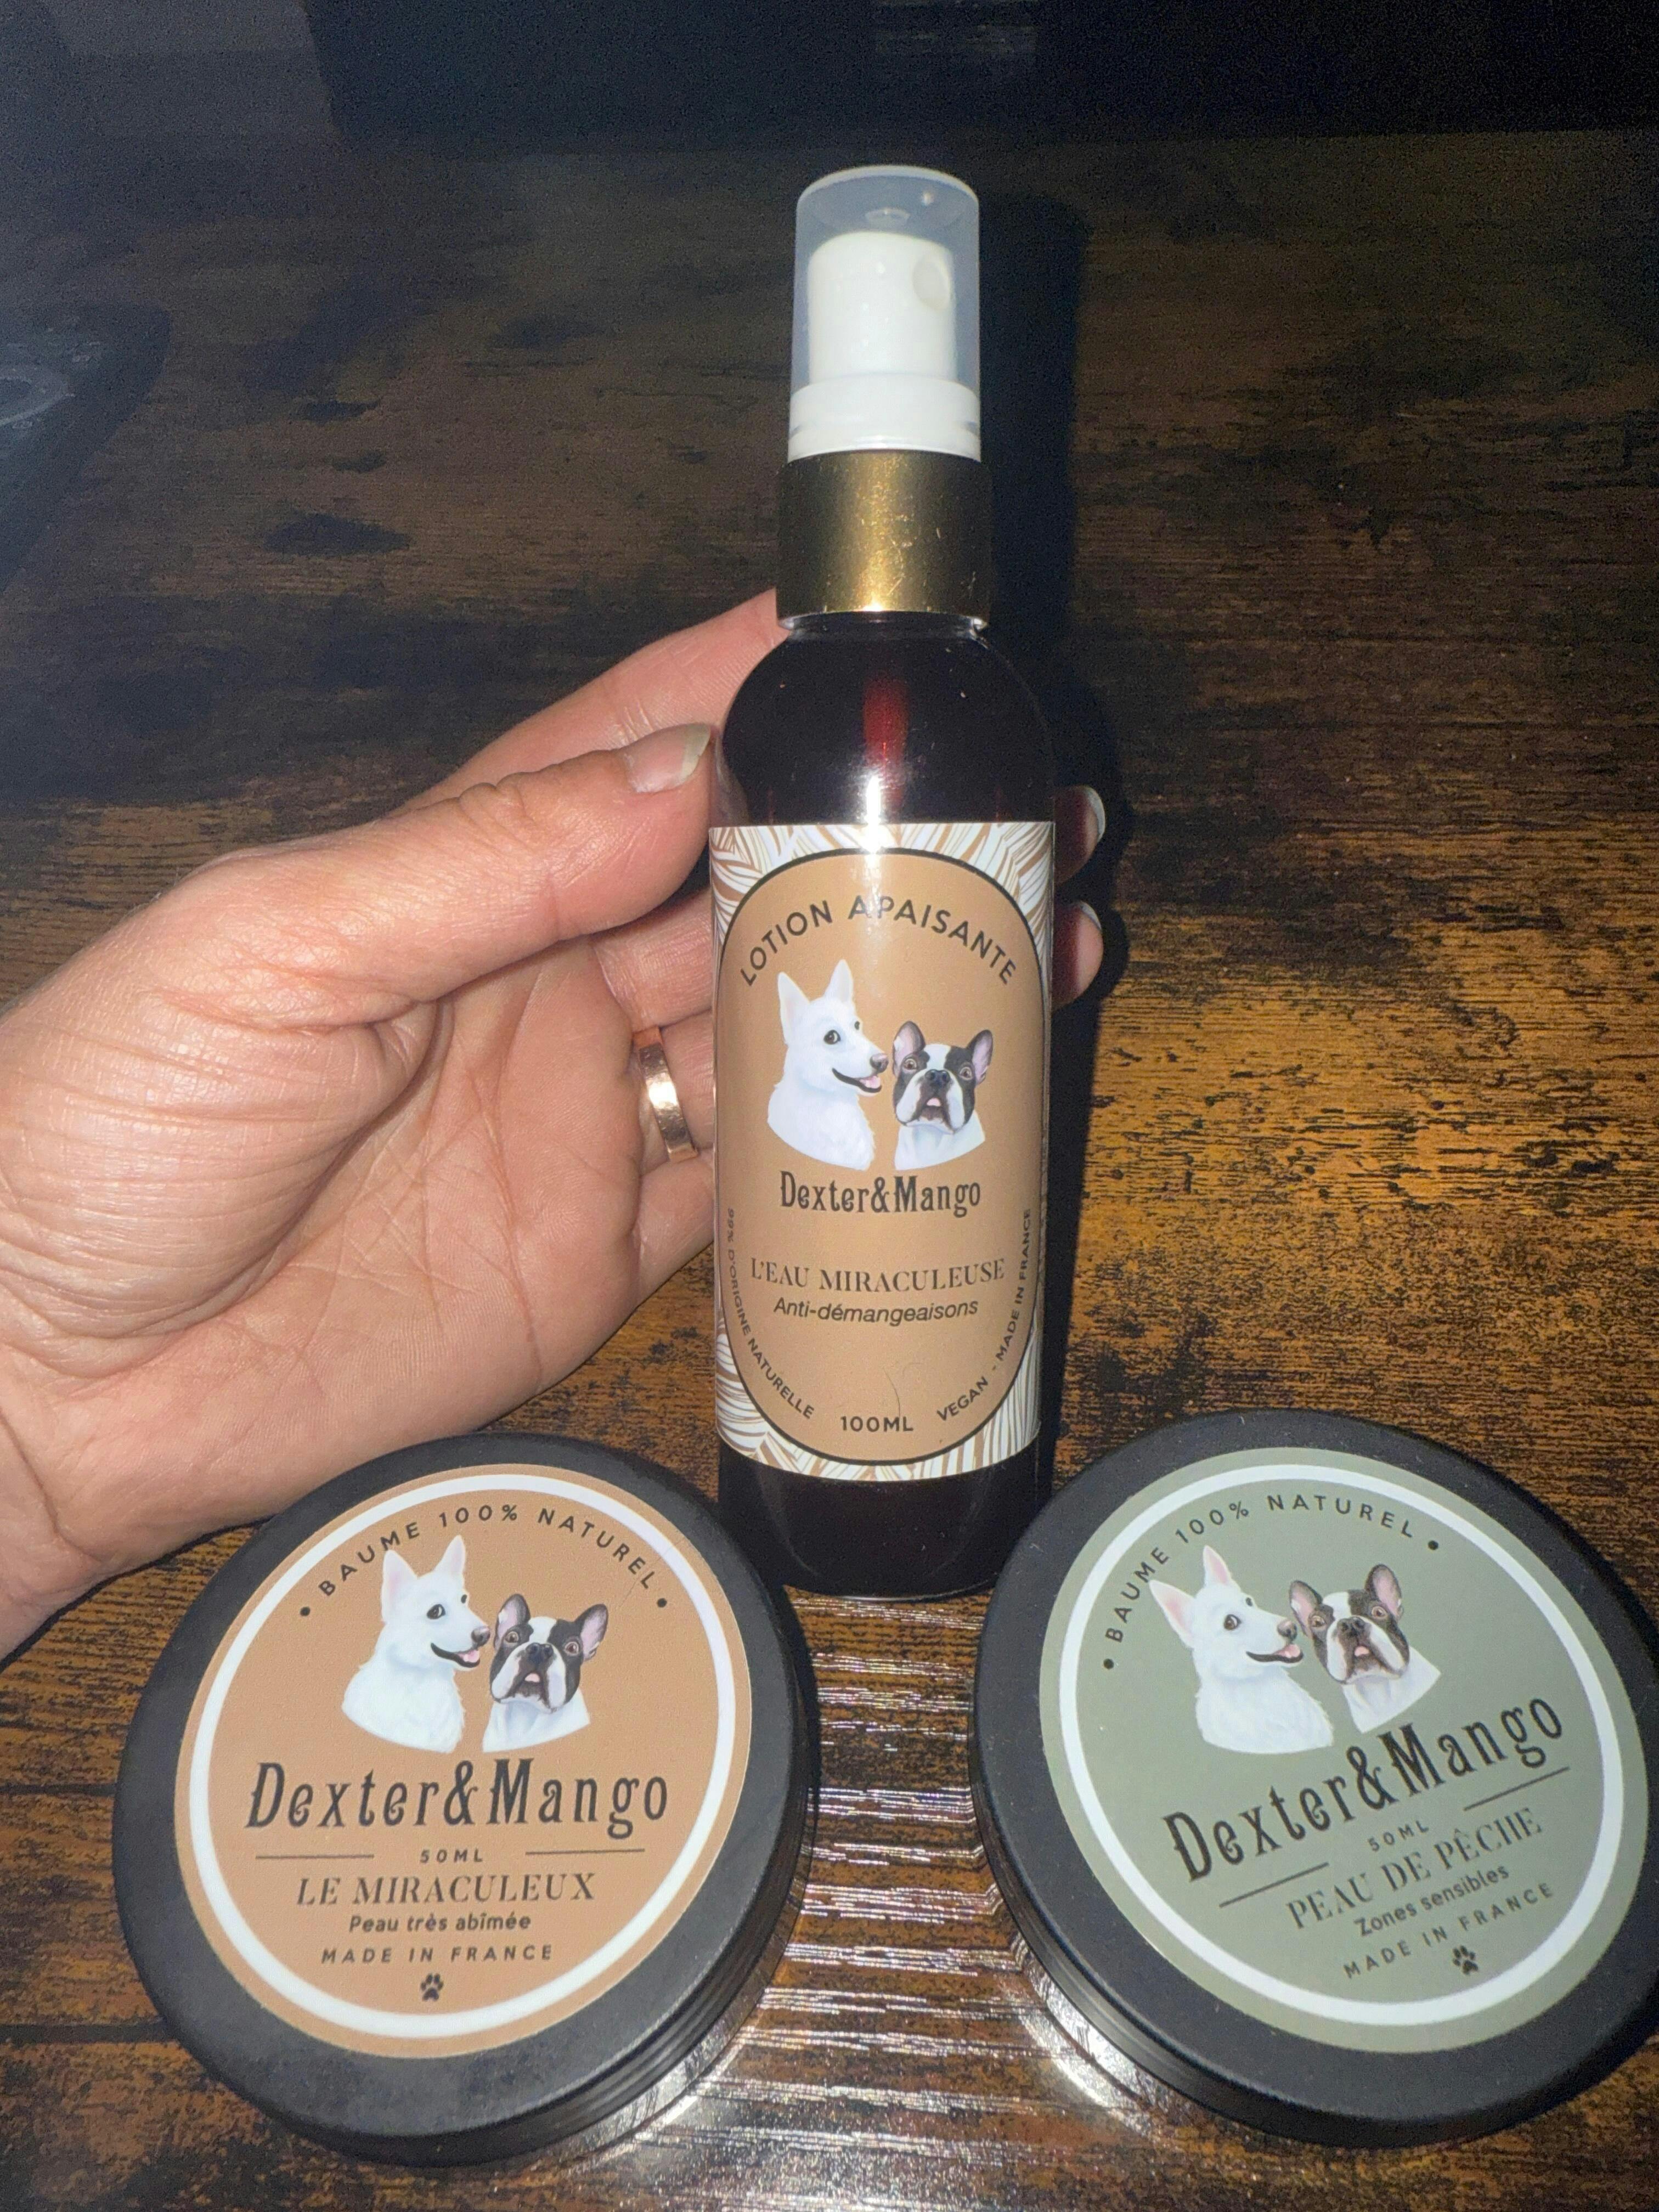 LOTION APAISANTE
Dexter&Mango
L'EAU MIRACULEUSE
Anti-démangeaisons
99% D'ORIGINE NATURELLE
100ML
VEGAN - MADE IN FRANCE
• BAUME 100% NATUREL •
Dexter&Mango
50ML
LE MIRACULEUX
Peau très abîmée
MADE IN FRANCE
• BAUME 100% NATUREL •
Dexter&Mango
50ML
PEAU DE PÊCHE
Zones sensibles
MADE IN FRANCE